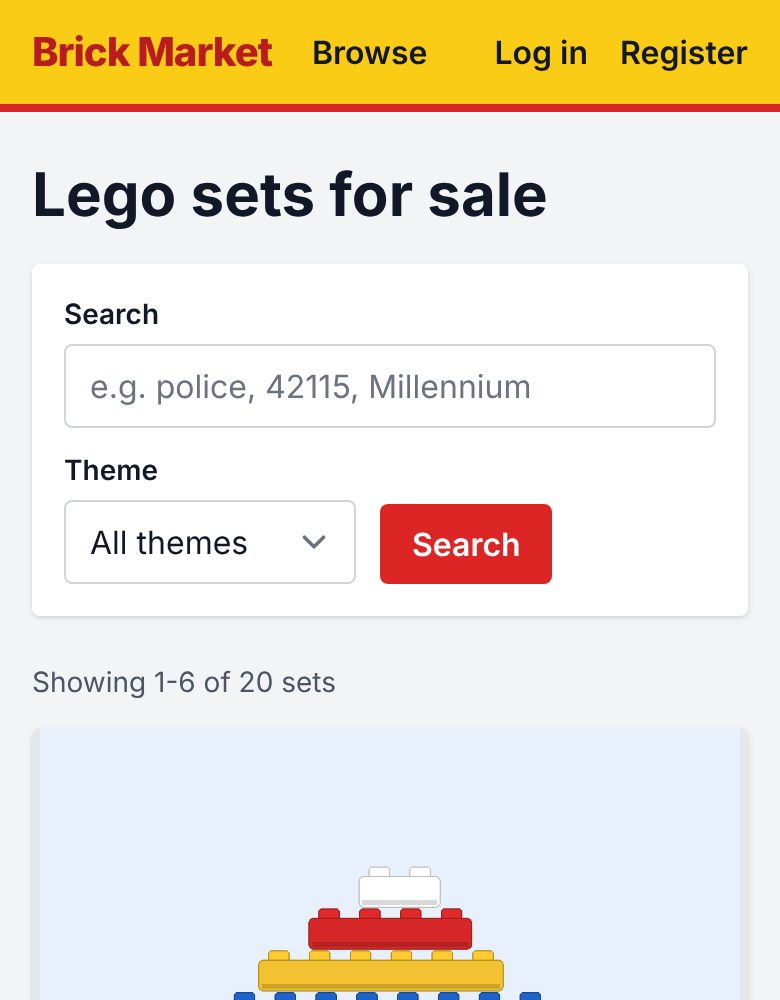 Brick Market Browse Log in Register
Lego sets for sale
Search
e.g. police, 42115, Millennium
Theme
All themes Search
Showing 1-6 of 20 sets